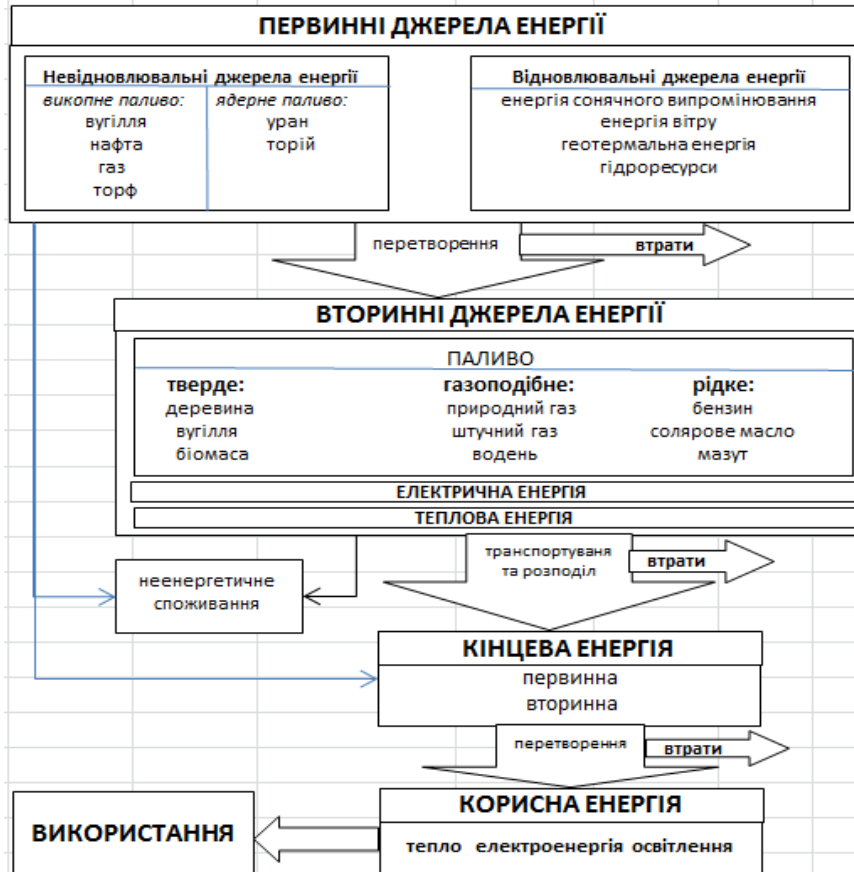 ПЕРВИННІ ДЖЕРЕЛА ЕНЕРГІЇ
Невідновлювальні джерела енергії
викопне паливо:
вугілля
нафта
газ
торф
ядерне паливо:
уран
торій
Відновлювальні джерела енергії
енергія сонячного випромінювання
енергія вітру
геотермальна енергія
гідроресурси
перетворення
втрати
ВТОРИННІ ДЖЕРЕЛА ЕНЕРГІЇ
ПАЛИВО
тверде:
деревина
вугілля
біомаса
газоподібне:
природний газ
штучний газ
водень
рідке:
бензин
солярове масло
мазут
ЕЛЕКТРИЧНА ЕНЕРГІЯ
ТЕПЛОВА ЕНЕРГІЯ
транспортуваня
та розподіл
втрати
неенергетичне
споживання
КІНЦЕВА ЕНЕРГІЯ
первинна
вторинна
перетворення
втрати
КОРИСНА ЕНЕРГІЯ
тепло електроенергія освітлення
ВИКОРИСТАННЯ